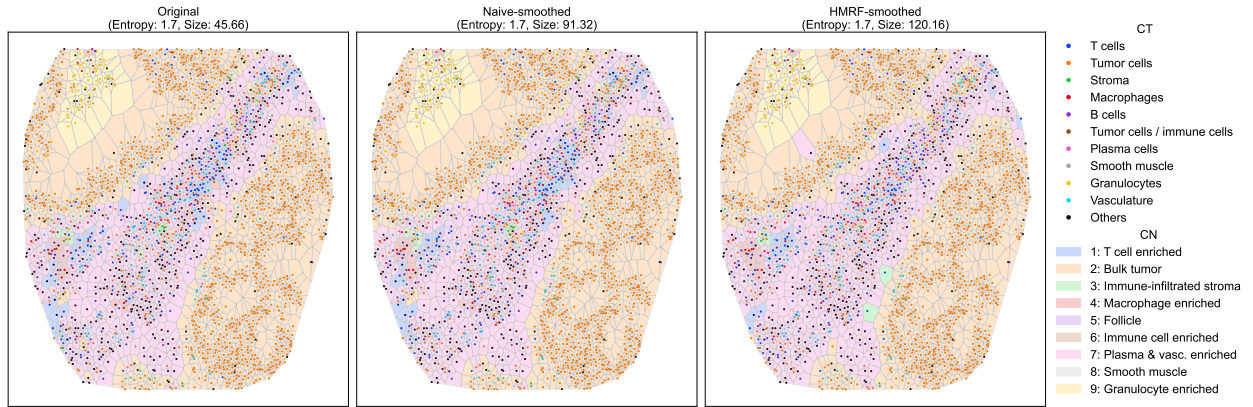 Original
(Entropy: 1.7, Size: 45.66)
Naive-smoothed
(Entropy: 1.7, Size: 91.32)
HMRF-smoothed
(Entropy: 1.7, Size: 120.16)
CT
T cells
Tumor cells
Stroma
Macrophages
B cells
Tumor cells / immune cells
Plasma cells
Smooth muscle
Granulocytes
Vasculature
Others
CN
1: T cell enriched
2: Bulk tumor
3: Immune-infiltrated stroma
4: Macrophage enriched
5: Follicle
6: Immune cell enriched
7: Plasma & vasc. enriched
8: Smooth muscle
9: Granulocyte enriched